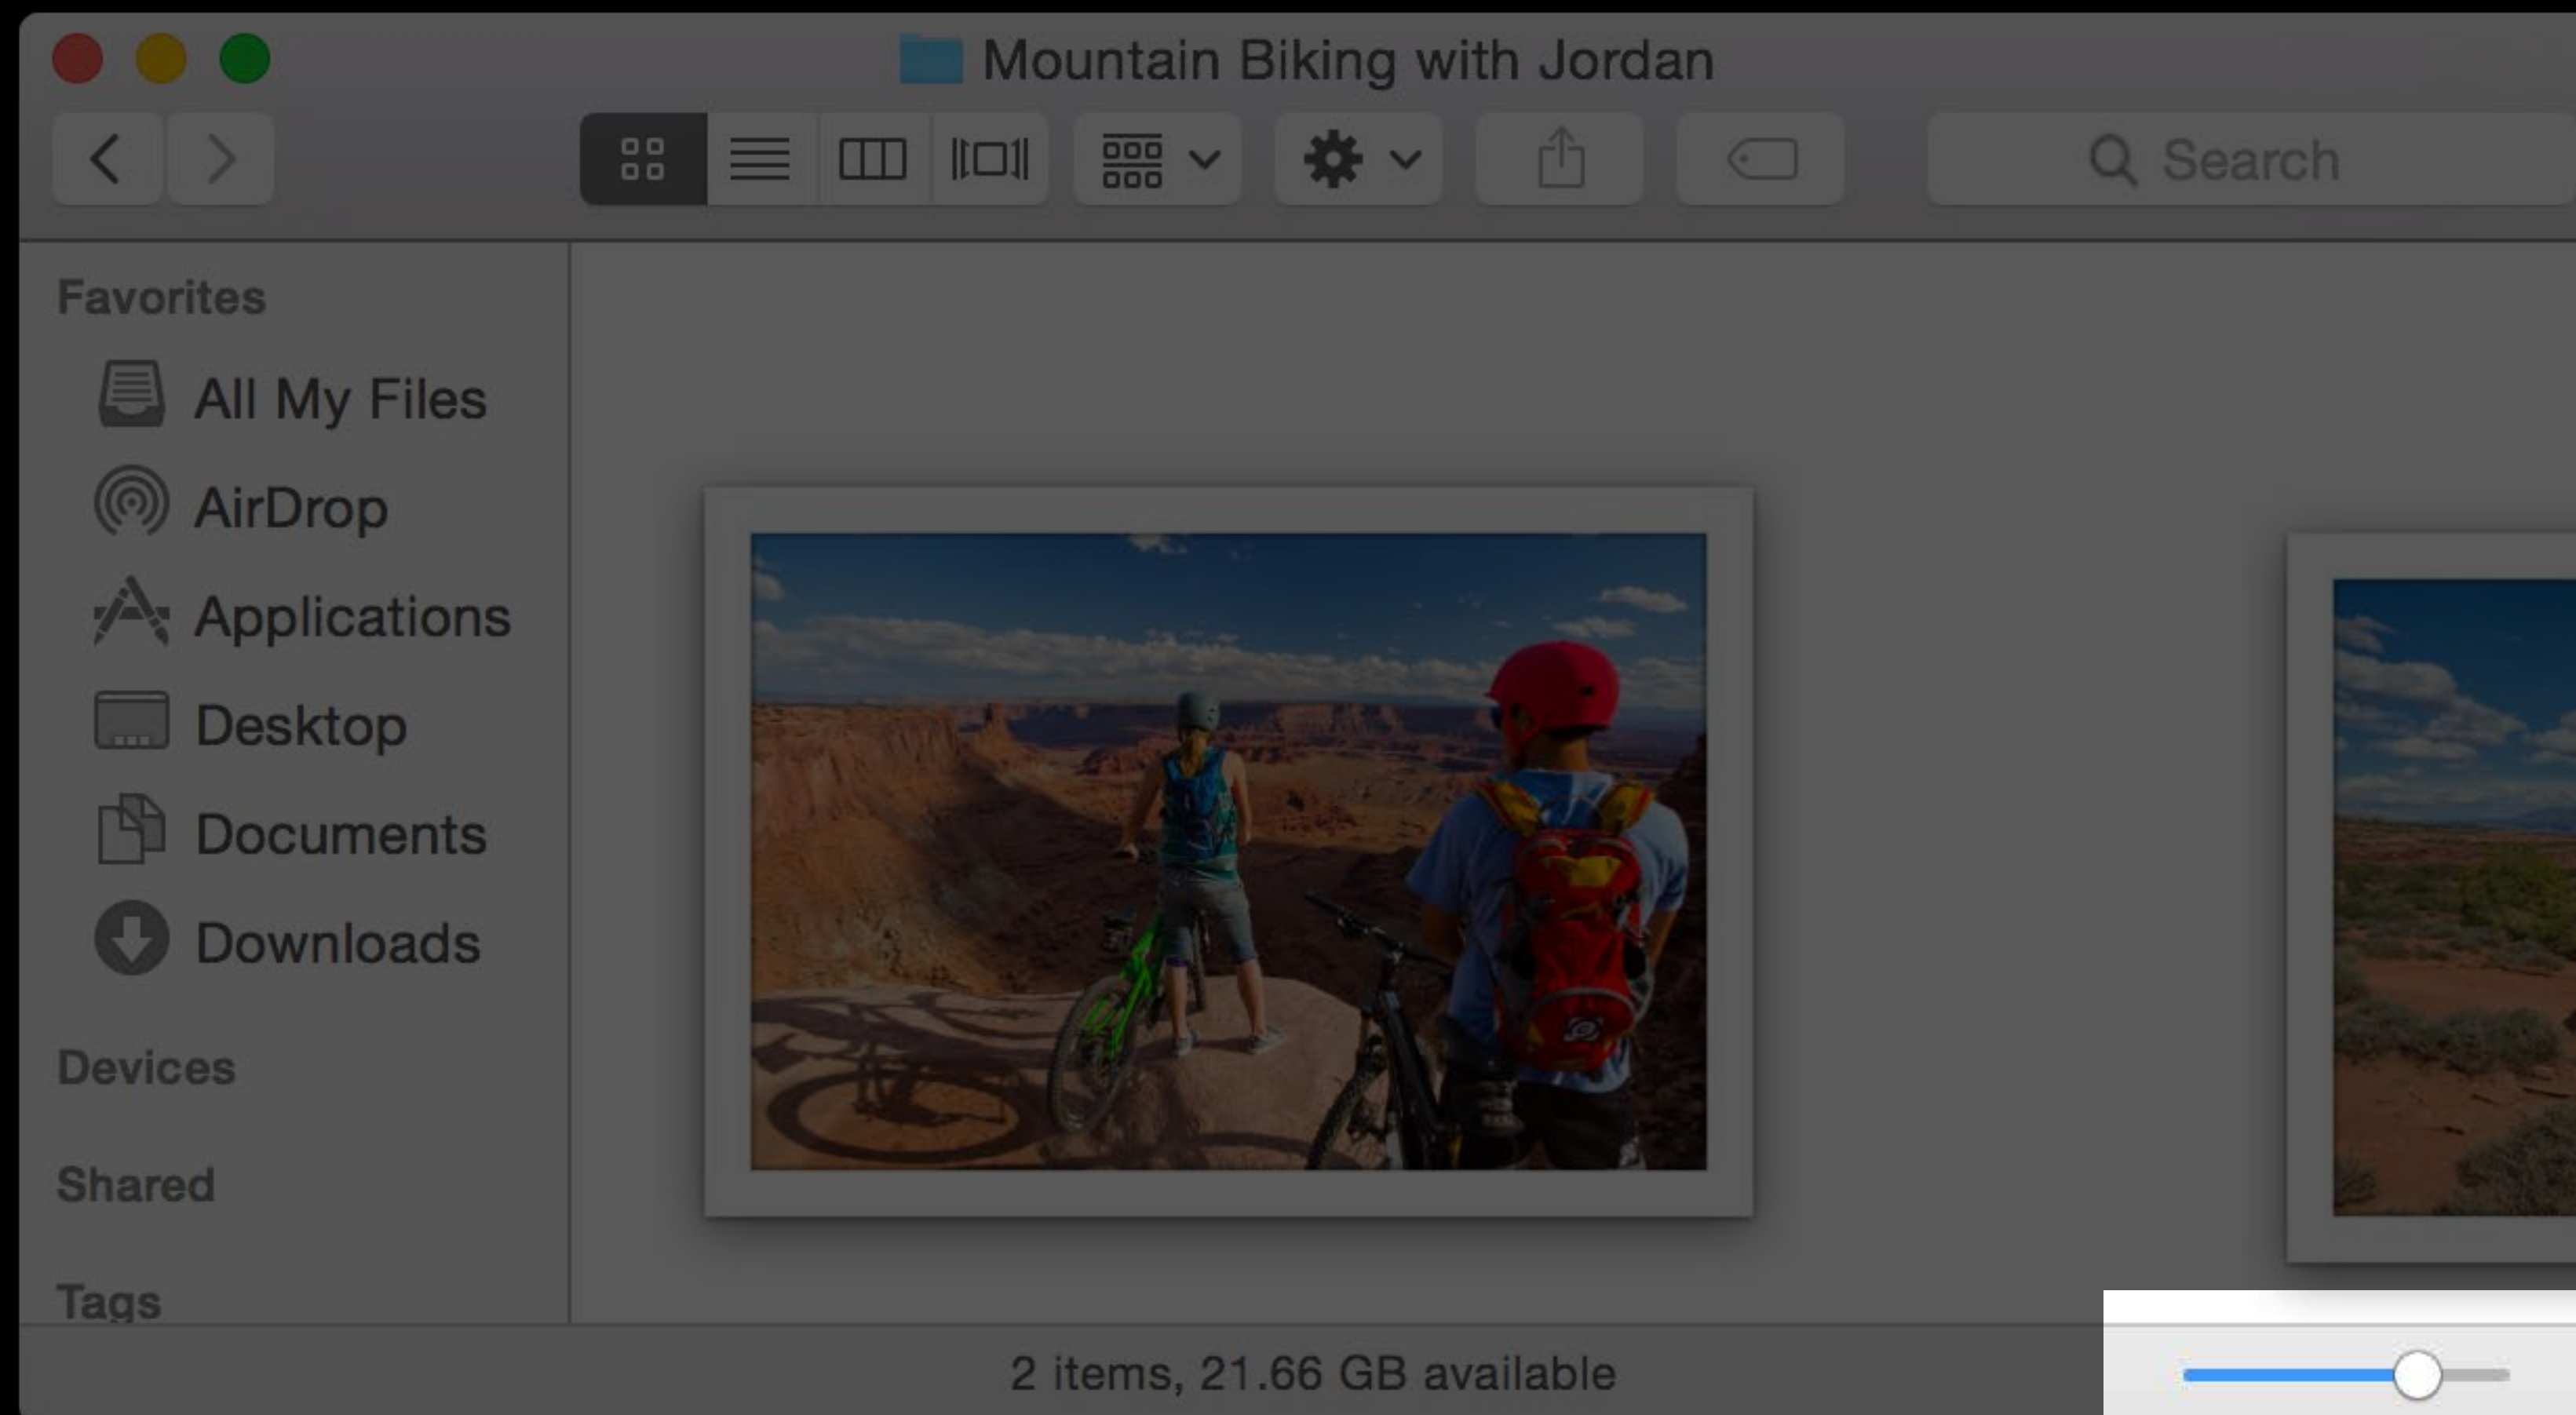 Mountain Biking with Jordan
Search
Favorites
All My Files
AirDrop
Applications
Desktop
Documents
Downloads
Devices
Shared
Tags
2 items, 21.66 GB available